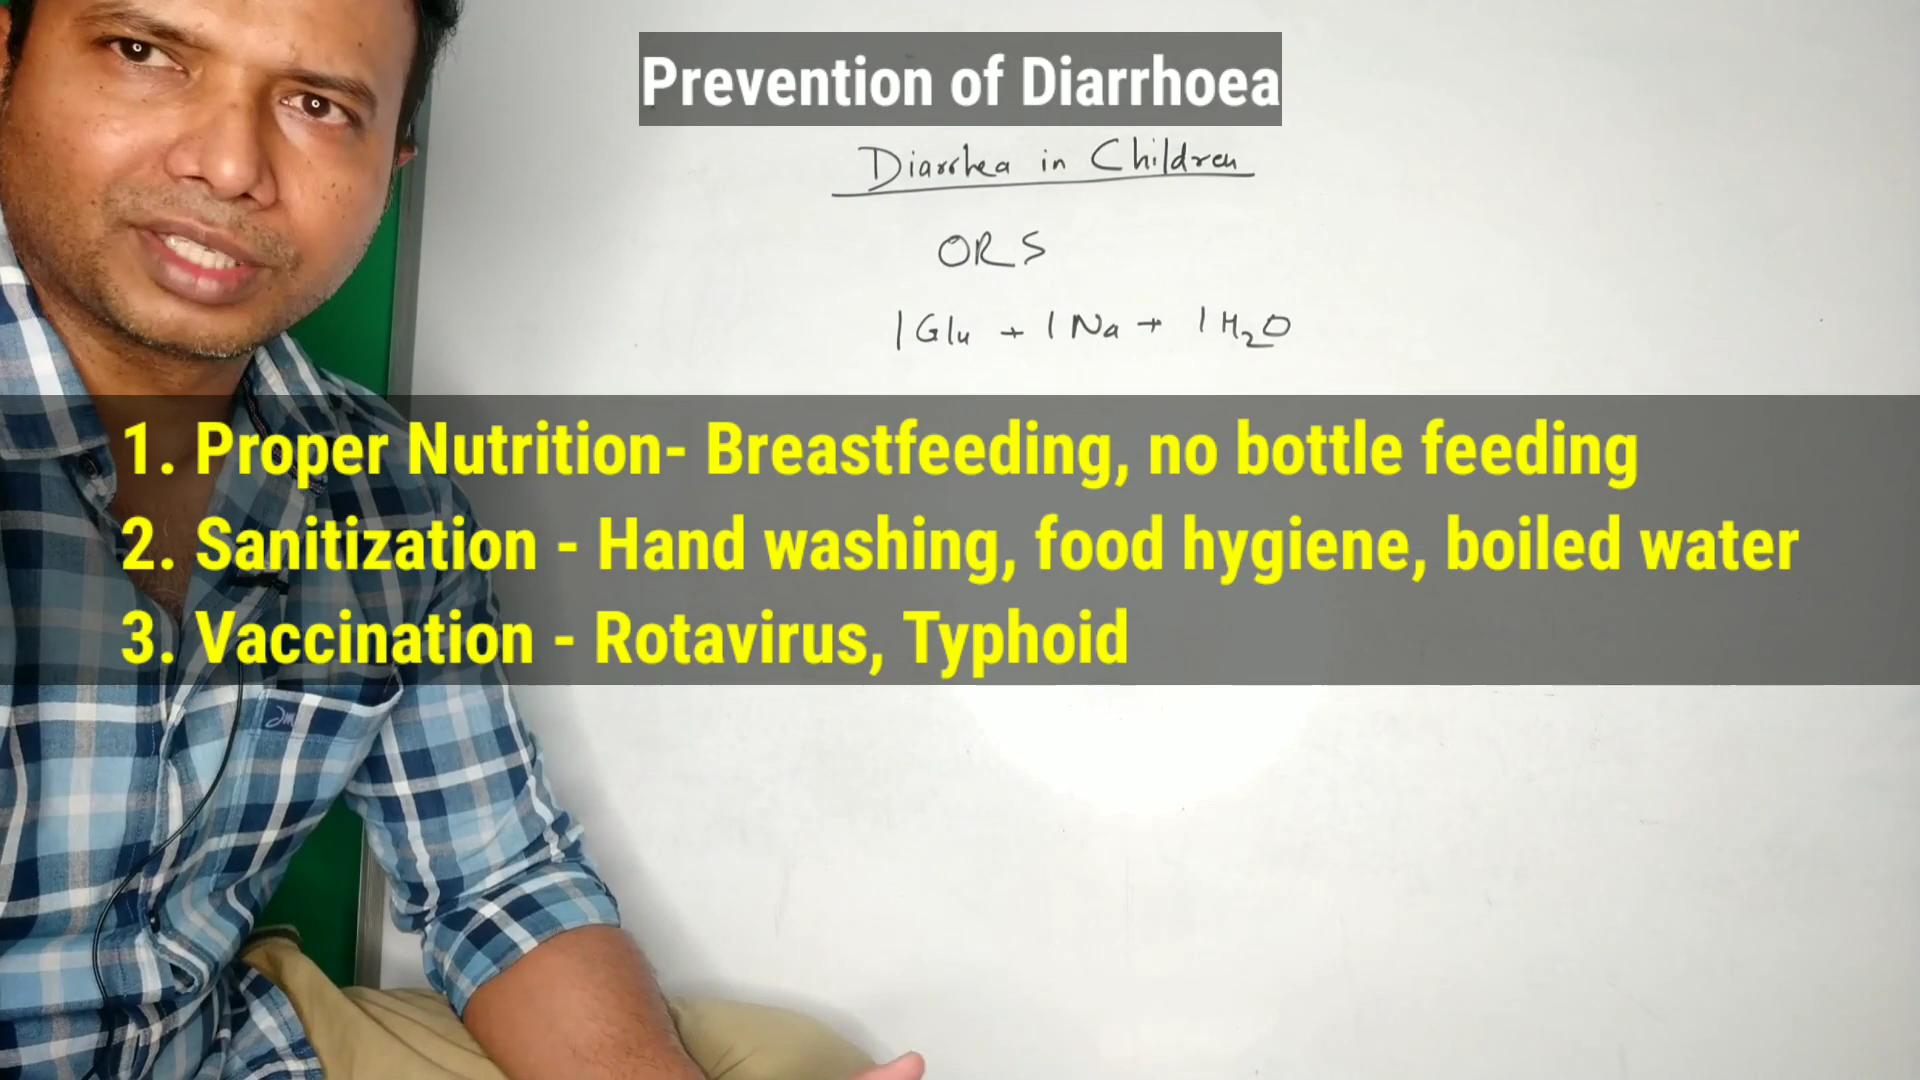 Prevention of Diarrhoea
Diarrhea in Children
ORS
1 Glu + 1 Na + 1 H₂O
1. Proper Nutrition- Breastfeeding, no bottle feeding
2. Sanitization - Hand washing, food hygiene, boiled water
3. Vaccination - Rotavirus, Typhoid